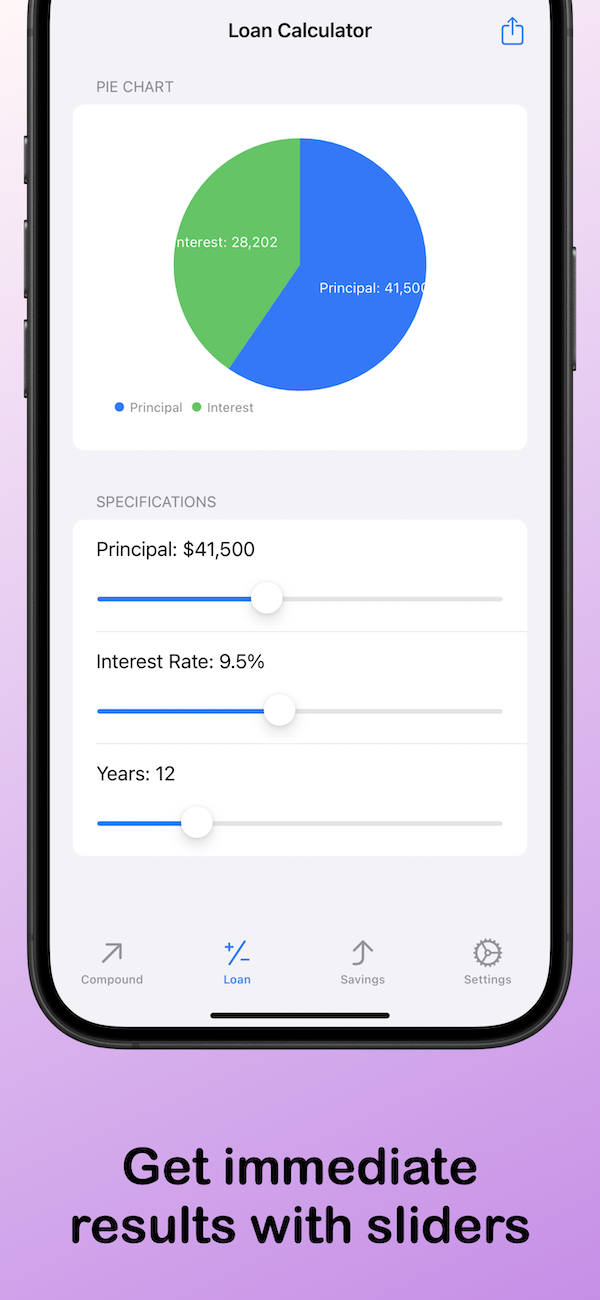 Loan Calculator
PIE CHART
nterest: 28,202
Principal: 41,500
Principal Interest
SPECIFICATIONS
Principal: $41,500
Interest Rate: 9.5%
Years: 12
Compound Loan Savings Settings
Get immediate
results with sliders